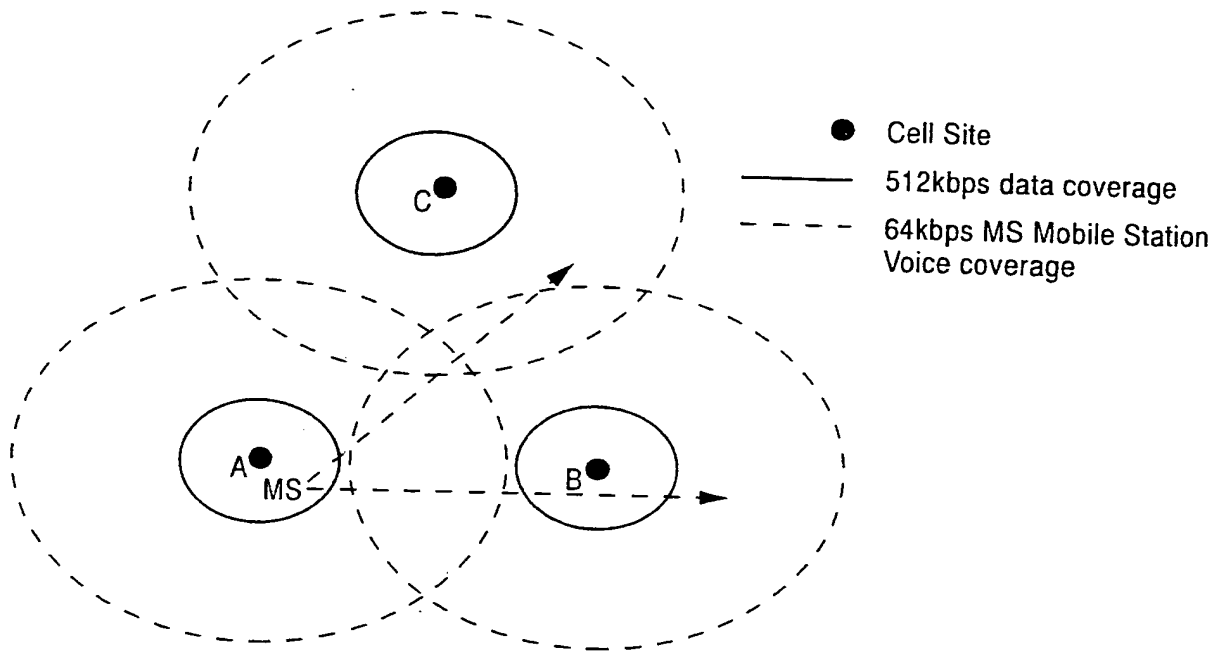 Cell Site
C
512kbps data coverage
64kbps MS Mobile Station
Voice coverage
A
B
MS